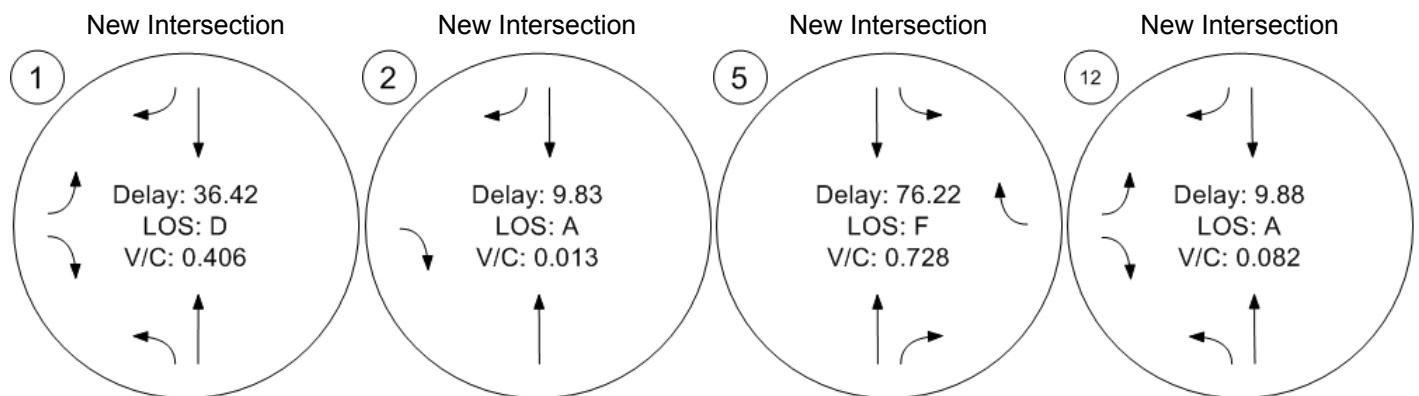 New Intersection
1
Delay: 36.42
LOS: D
V/C: 0.406
New Intersection
2
Delay: 9.83
LOS: A
V/C: 0.013
New Intersection
5
Delay: 76.22
LOS: F
V/C: 0.728
New Intersection
12
Delay: 9.88
LOS: A
V/C: 0.082